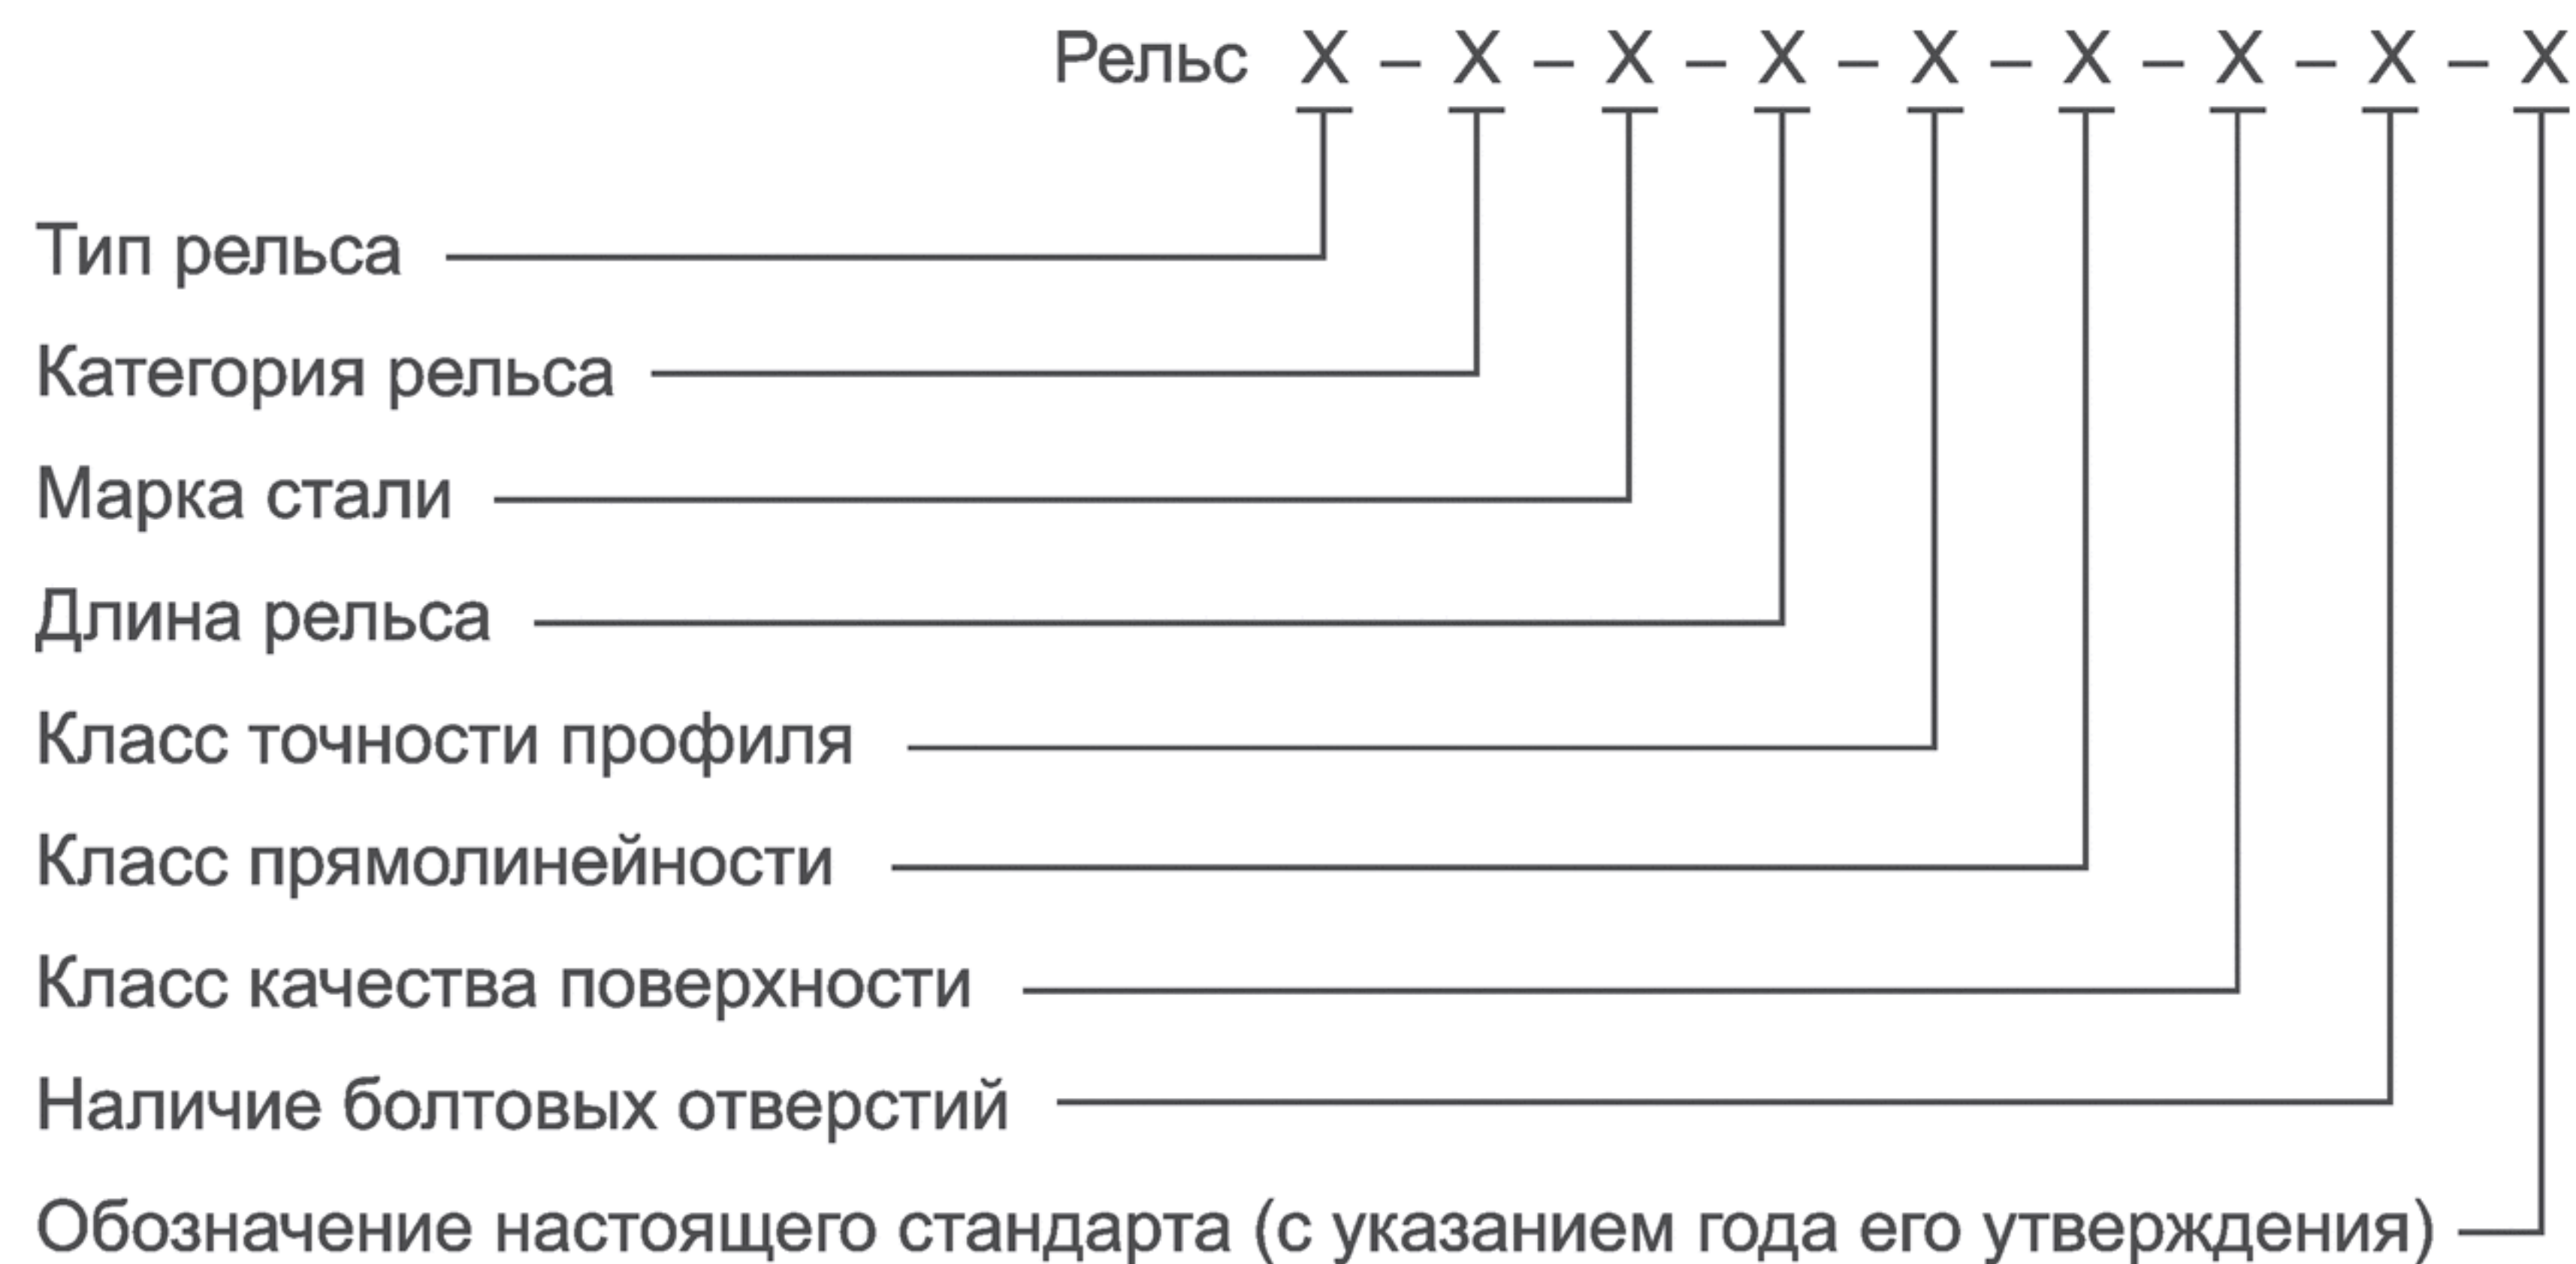 Рельс X – X – X – X – X – X – X – X – X
Тип рельса
Категория рельса
Марка стали
Длина рельса
Класс точности профиля
Класс прямолинейности
Класс качества поверхности
Наличие болтовых отверстий
Обозначение настоящего стандарта (с указанием года его утверждения)